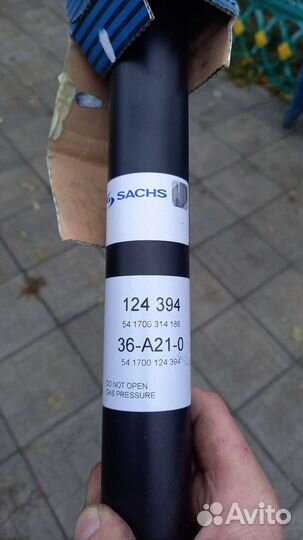 SACHS
124 394
54 1700 314 186
36-A21-0
54 1700 124 394
DO NOT OPEN
GAS PRESSURE
Avito